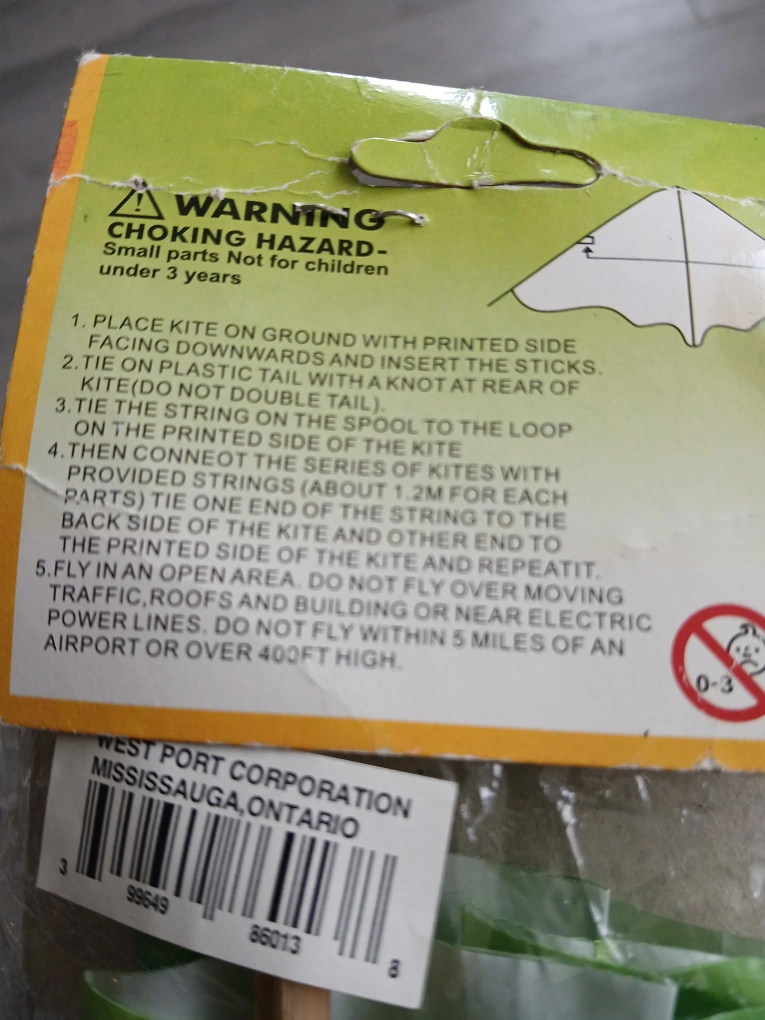 WARNING
CHOKING HAZARD-
Small parts Not for children
under 3 years
1. PLACE KITE ON GROUND WITH PRINTED SIDE
FACING DOWNWARDS AND INSERT THE STICKS.
2.TIE ON PLASTIC TAIL WITH A KNOT AT REAR OF
KITE(DO NOT DOUBLE TAIL).
3.TIE THE STRING ON THE SPOOL TO THE LOOP
ON THE PRINTED SIDE OF THE KITE
4.THEN CONNEOT THE SERIES OF KITES WITH
PROVIDED STRINGS (ABOUT 1.2M FOR EACH
PARTS) TIE ONE END OF THE STRING TO THE
BACK SIDE OF THE KITE AND OTHER END TO
THE PRINTED SIDE OF THE KITE AND REPEATIT.
5.FLY IN AN OPEN AREA. DO NOT FLY OVER MOVING
TRAFFIC,ROOFS AND BUILDING OR NEAR ELECTRIC
POWER LINES. DO NOT FLY WITHIN 5 MILES OF AN
AIRPORT OR OVER 400FT HIGH.
0-3
WEST PORT CORPORATION
MISSISSAUGA,ONTARIO
3 99649 86013 8